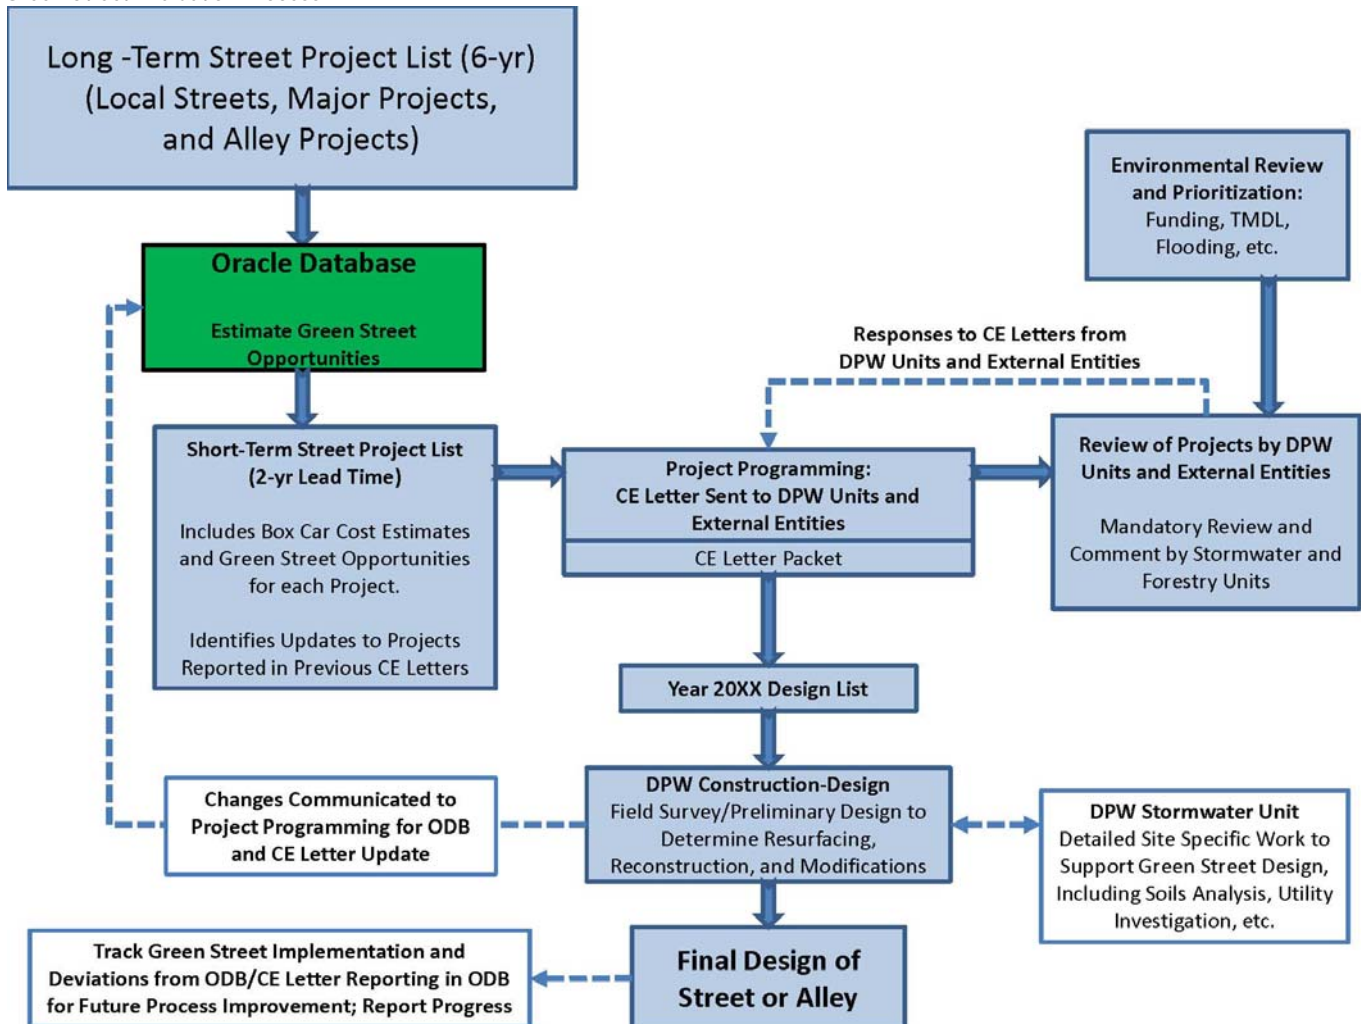 Long -Term Street Project List (6-yr)
(Local Streets, Major Projects,
and Alley Projects)
Environmental Review
and Prioritization:
Funding, TMDL,
Flooding, etc.
Oracle Database
Estimate Green Street
Opportunities
Responses to CE Letters from
DPW Units and External Entities
Short-Term Street Project List
(2-yr Lead Time)
Includes Box Car Cost Estimates
and Green Street Opportunities
for each Project.
Identifies Updates to Projects
Reported in Previous CE Letters
Project Programming:
CE Letter Sent to DPW Units and
External Entities
CE Letter Packet
Review of Projects by DPW
Units and External Entities
Mandatory Review and
Comment by Stormwater and
Forestry Units
Year 20XX Design List
Changes Communicated to
Project Programming for ODB
and CE Letter Update
DPW Construction-Design
Field Survey/Preliminary Design to
Determine Resurfacing,
Reconstruction, and Modifications
DPW Stormwater Unit
Detailed Site Specific Work to
Support Green Street Design,
Including Soils Analysis, Utility
Investigation, etc.
Track Green Street Implementation and
Deviations from ODB/CE Letter Reporting in ODB
for Future Process Improvement; Report Progress
Final Design of
Street or Alley